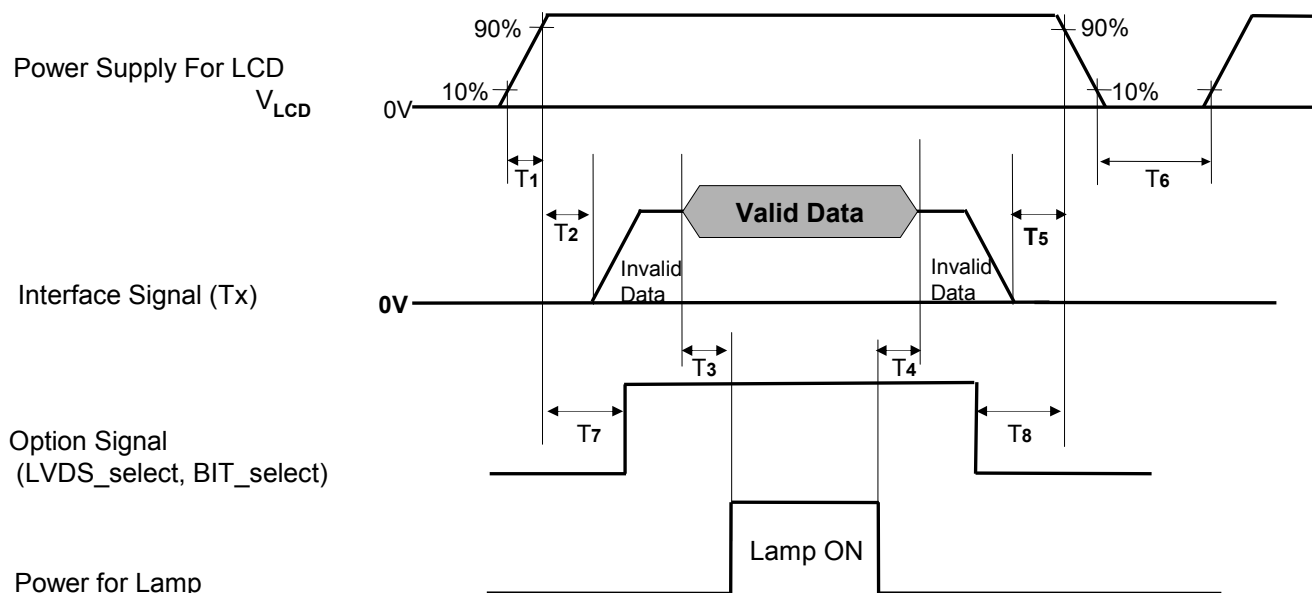 90%
90%
Power Supply For LCD
VLCD
10%
10%
0V
T1
T6
Valid Data
T2
T5
Invalid
Data
Invalid
Data
Interface Signal (Tx)
0V
T3
T4
T7
T8
Option Signal
(LVDS_select, BIT_select)
Lamp ON
Power for Lamp